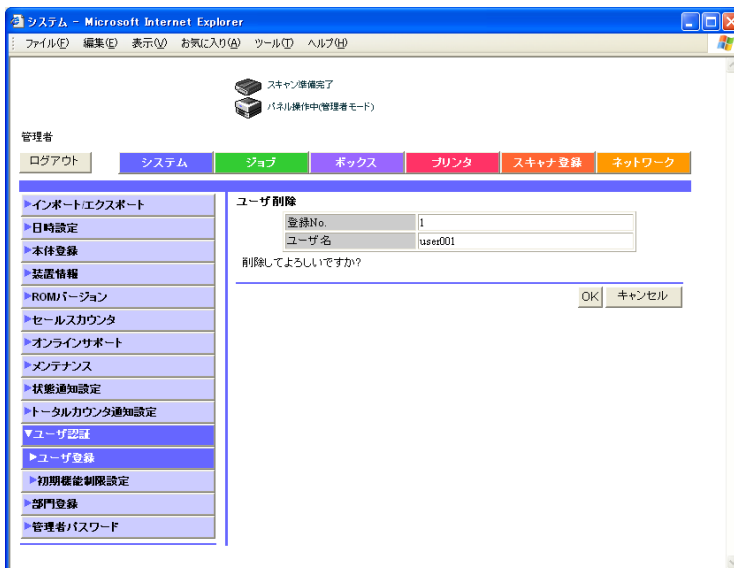 システム - Microsoft Internet Explorer
ファイル(F) 編集(E) 表示(V) お気に入り(A) ツール(T) ヘルプ(H)
スキャン準備完了
パネル操作中(管理者モード)
管理者
ログアウト システム ジョブ ボックス プリンタ スキャナ登録 ネットワーク
インポート/エクスポート
日時設定
本体登録
装置情報
ROMバージョン
セールスカウンタ
オンラインサポート
メンテナンス
状態通知設定
トータルカウンタ通知設定
ユーザ認証
ユーザ登録
初期機能制限設定
部門登録
管理者パスワード
ユーザ削除
登録No. 1
ユーザ名 user001
削除してよろしいですか?
OK キャンセル